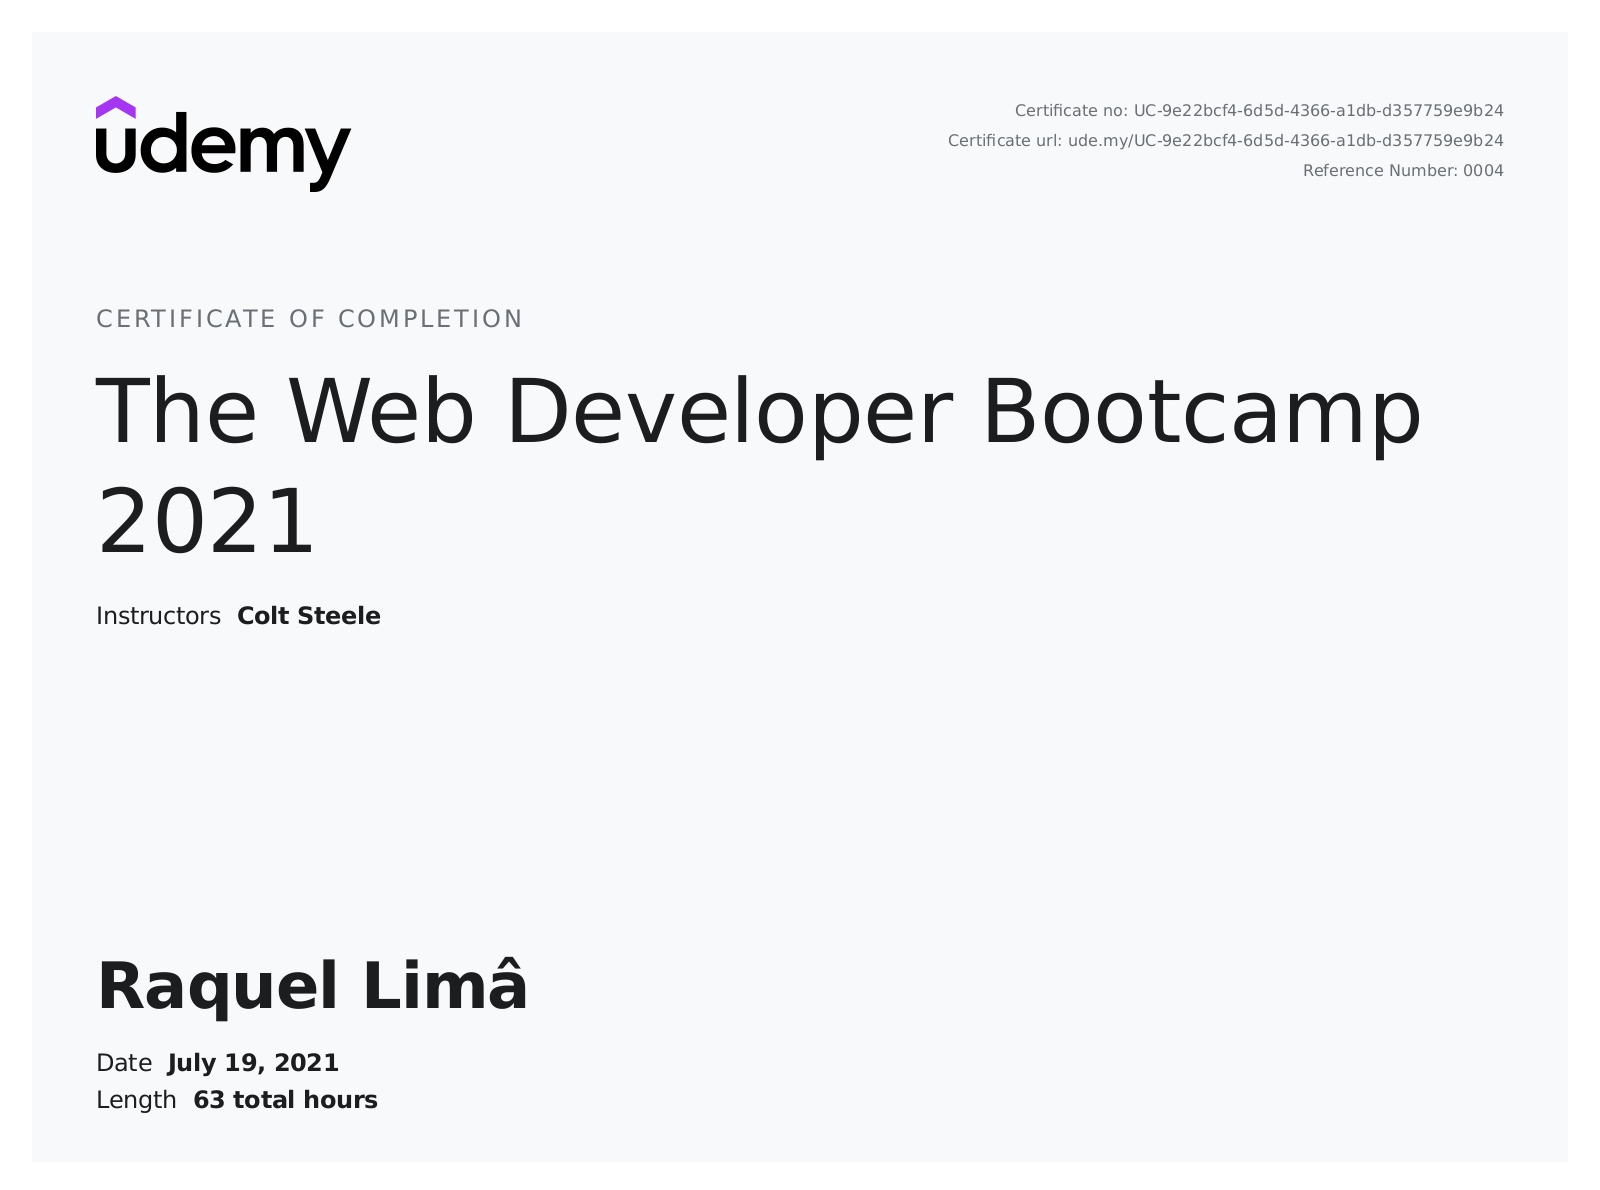 udemy
Certificate no: UC-9e22bcf4-6d5d-4366-a1db-d357759e9b24
Certificate url: ude.my/UC-9e22bcf4-6d5d-4366-a1db-d357759e9b24
Reference Number: 0004
CERTIFICATE OF COMPLETION
The Web Developer Bootcamp
2021
Instructors Colt Steele
Raquel Limâ
Date July 19, 2021
Length 63 total hours